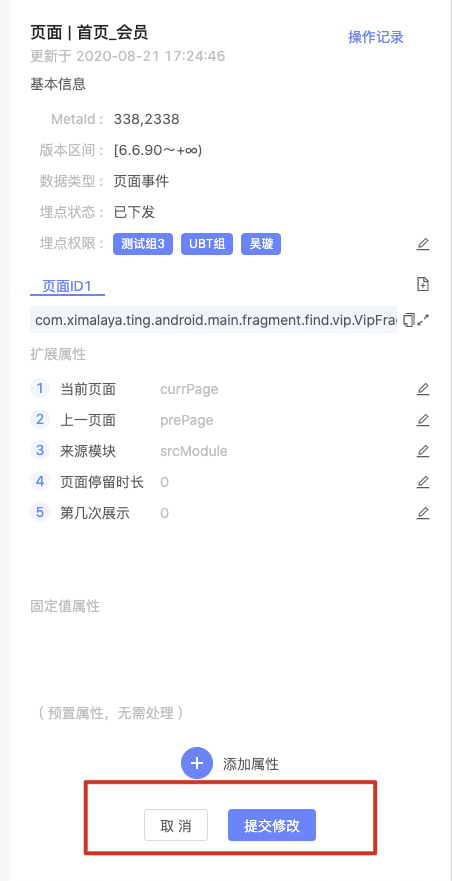 页面 | 首页_会员
操作记录
更新于 2020-08-21 17:24:46
基本信息
MetaId : 338,2338
版本区间 : [6.6.90～+∞)
数据类型 : 页面事件
埋点状态 : 已下发
埋点权限 : 测试组3 UBT组 吴璇
页面ID1
com.ximalaya.ting.android.main.fragment.find.vip.VipFra
扩展属性
1 当前页面 currPage
2 上一页面 prePage
3 来源模块 srcModule
4 页面停留时长 0
5 第几次展示 0
固定值属性
（ 预置属性，无需处理 ）
添加属性
取 消 提交修改